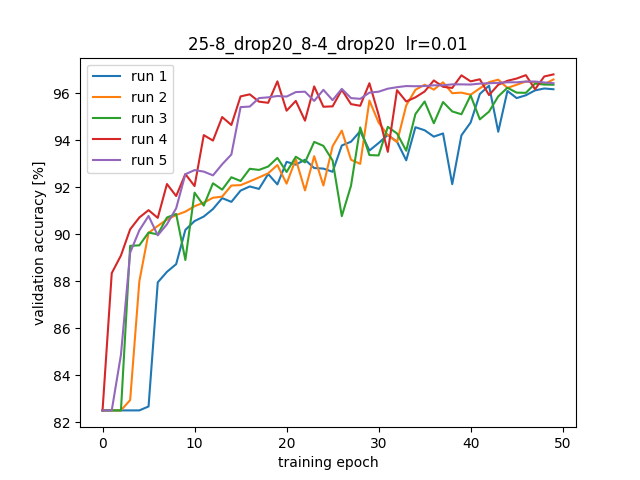 25-8_drop20_8-4_drop20  lr=0.01
run 1
run 2
run 3
run 4
run 5
validation accuracy [%]
96
94
92
90
88
86
84
82
0 10 20 30 40 50
training epoch